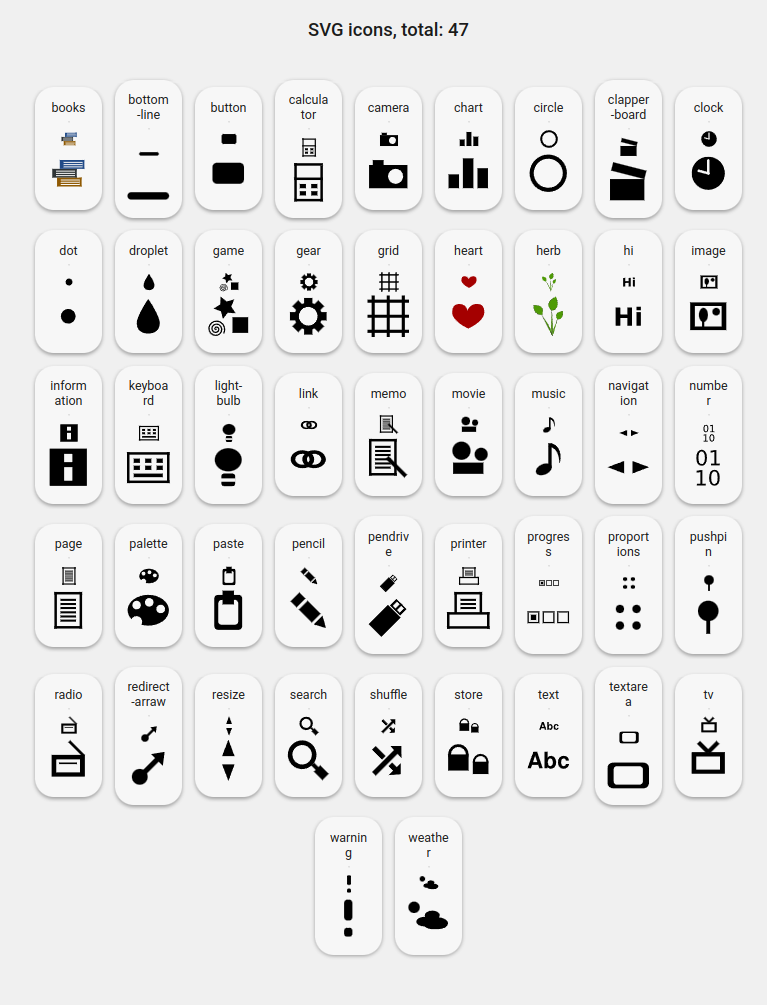 SVG icons, total: 47
books
bottom
-line
button
calcula
tor
camera
chart
circle
clapper
-board
clock
dot
droplet
game
gear
grid
heart
herb
hi
Hi
Hi
image
inform
ation
keyboa
rd
light-
bulb
link
memo
movie
music
navigat
ion
numbe
r
01
10
01
10
page
palette
paste
pencil
pendriv
e
printer
progres
s
proport
ions
pushpi
n
radio
redirect
-arraw
resize
search
shuffle
store
text
Abc
Abc
textare
a
tv
warnin
g
weathe
r